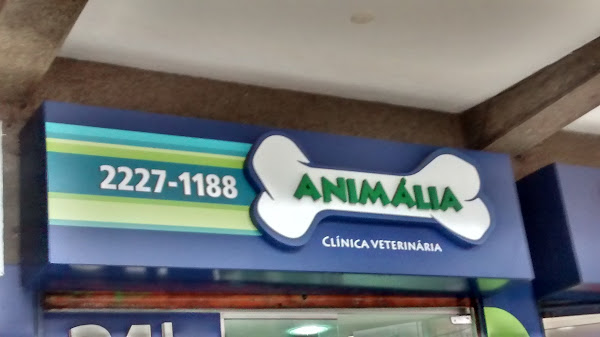 2227-1188
ANIMÁLIA
CLÍNICA VETERINÁRIA